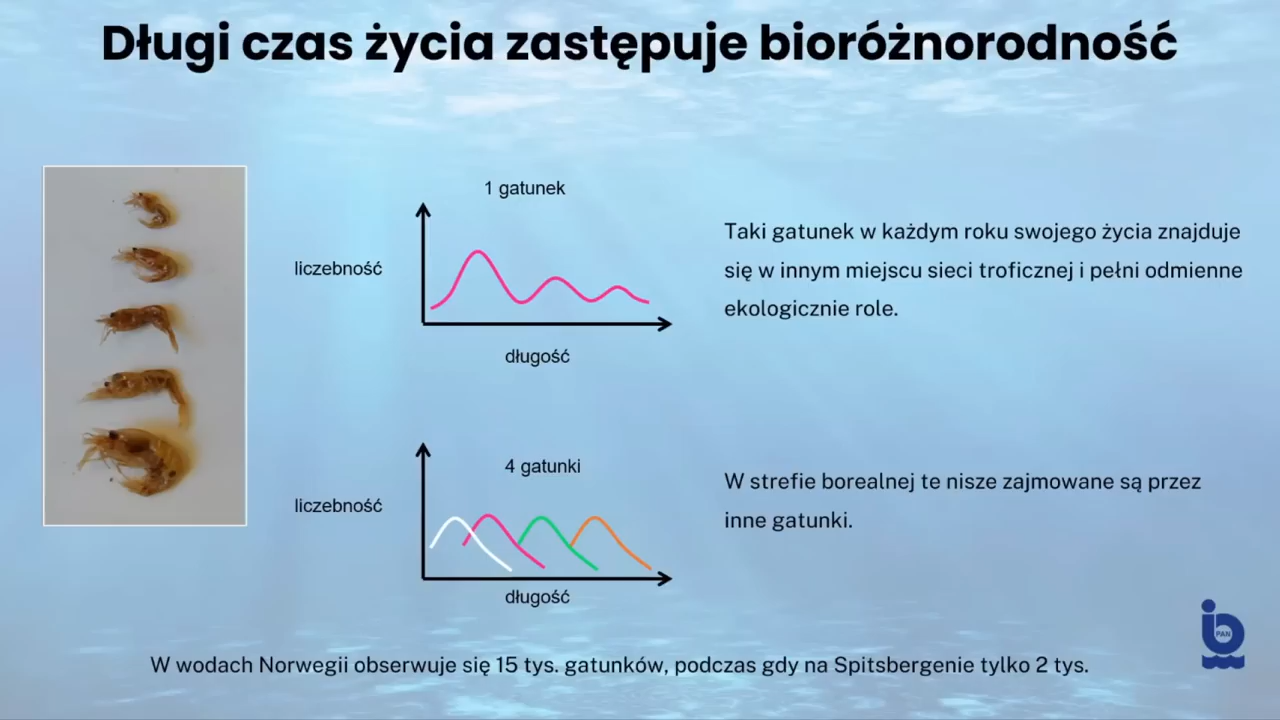 Długi czas życia zastępuje bioróżnorodność
1 gatunek
liczebność
długość
Taki gatunek w każdym roku swojego życia znajduje
się w innym miejscu sieci troficznej i pełni odmienne
ekologicznie role.
4 gatunki
liczebność
długość
W strefie borealnej te nisze zajmowane są przez
inne gatunki.
PAN
W wodach Norwegii obserwuje się 15 tys. gatunków, podczas gdy na Spitsbergenie tylko 2 tys.